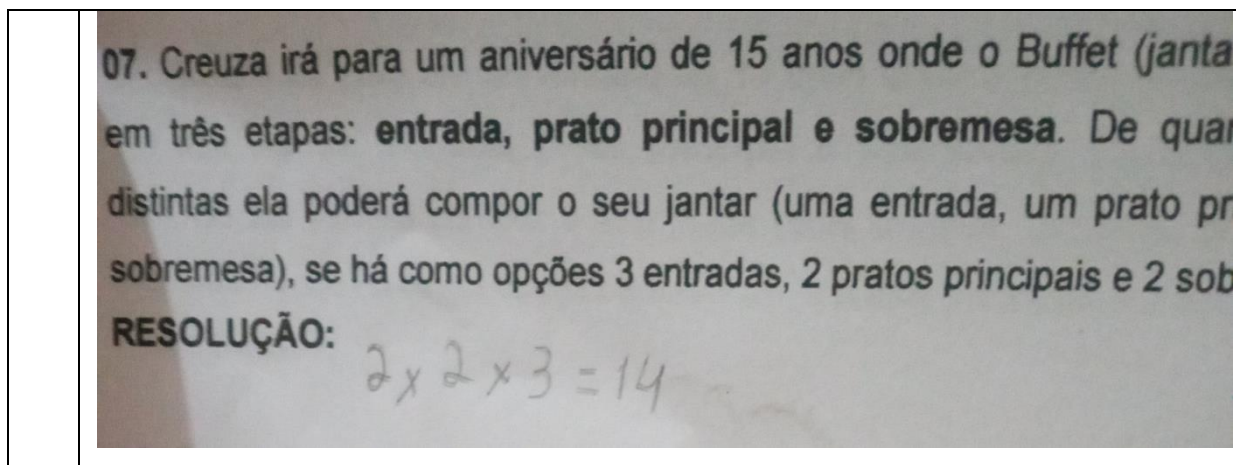 07. Creuza irá para um aniversário de 15 anos onde o Buffet (janta
em três etapas: entrada, prato principal e sobremesa. De quan
distintas ela poderá compor o seu jantar (uma entrada, um prato pr
sobremesa), se há como opções 3 entradas, 2 pratos principais e 2 sob
RESOLUÇÃO:
2 x 2 x 3 = 14